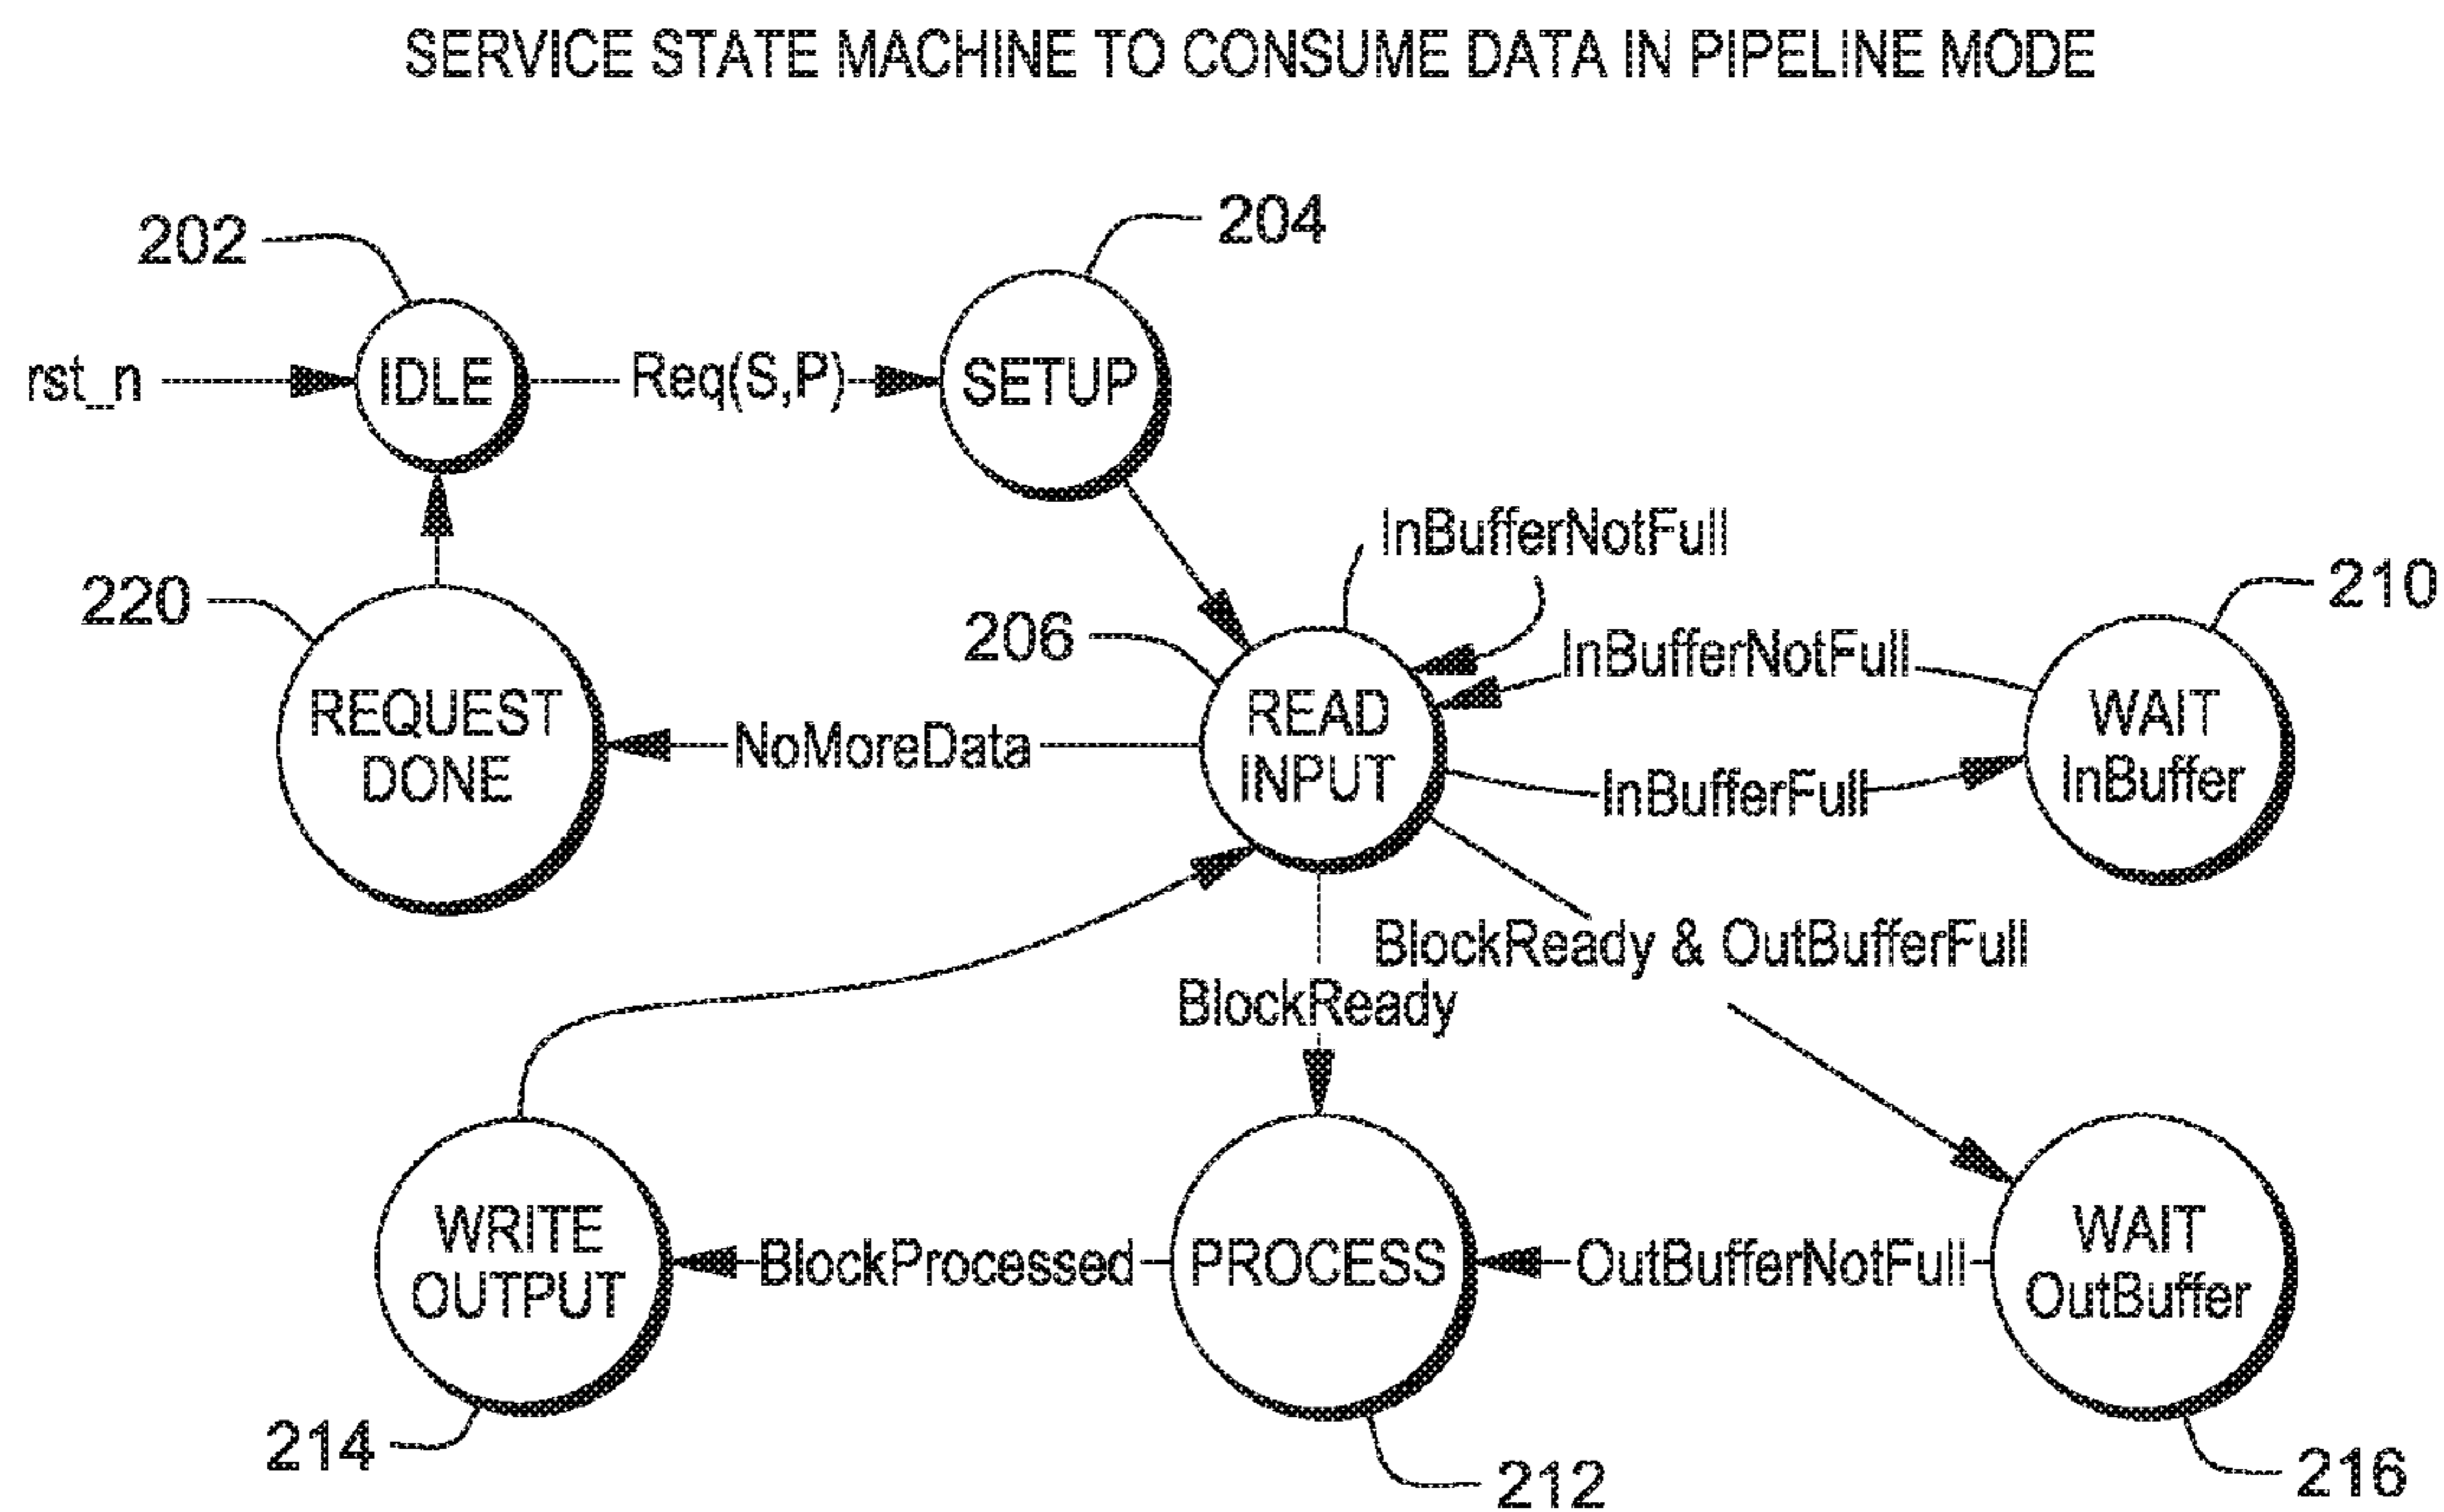 SERVICE STATE MACHINE TO CONSUME DATA IN PIPELINE MODE
202
204
rst_n
IDLE
Req(S,P)
SETUP
InBufferNotFull
220
206
210
InBufferNotFull
REQUEST
DONE
NoMoreData
READ
INPUT
WAIT
InBuffer
InBufferFull
BlockReady & OutBufferFull
BlockReady
WRITE
OUTPUT
BlockProcessed
PROCESS
OutBufferNotFull
WAIT
OutBuffer
214
212
216